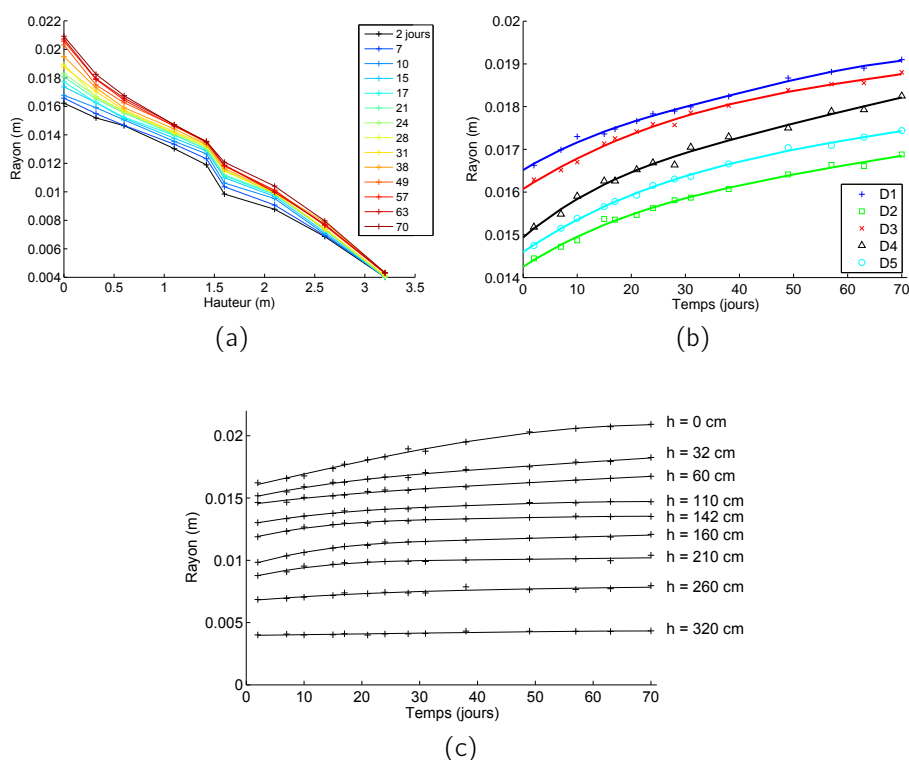 0.022
0.02
0.018
0.016
0.014
0.012
0.01
0.008
0.006
0.004
Rayon (m)
0 0.5 1 1.5 2 2.5 3 3.5
Hauteur (m)
2 jours
7
10
15
17
21
24
28
31
38
49
57
63
70
(a)
0.02
0.019
0.018
0.017
0.016
0.015
0.014
Rayon (m)
0 10 20 30 40 50 60 70
Temps (jours)
D1
D2
D3
D4
D5
(b)
0.02
0.015
0.01
0.005
0
Rayon (m)
0 10 20 30 40 50 60 70
Temps (jours)
h = 0 cm
h = 32 cm
h = 60 cm
h = 110 cm
h = 142 cm
h = 160 cm
h = 210 cm
h = 260 cm
h = 320 cm
(c)